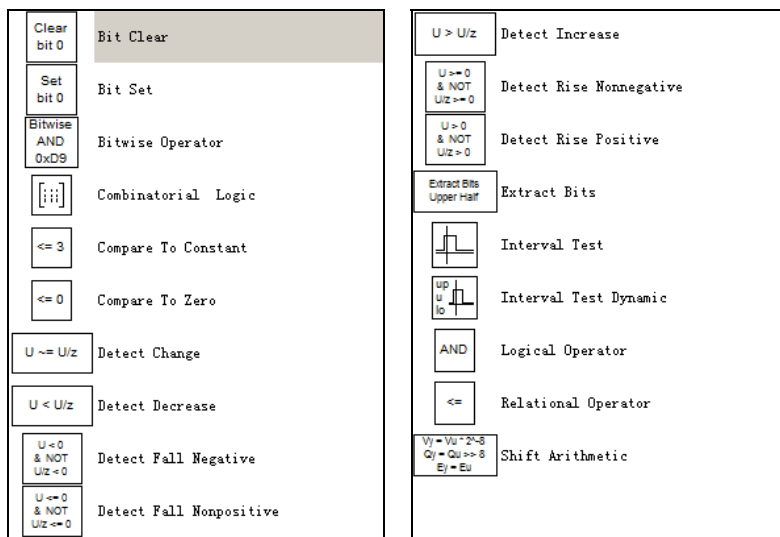 Clear
bit 0
Bit Clear
Set
bit 0
Bit Set
Bitwise
AND
0xD9
Bitwise Operator
Combinatorial Logic
<= 3
Compare To Constant
<= 0
Compare To Zero
U ~= U/z
Detect Change
U < U/z
Detect Decrease
U < 0
& NOT
U/z < 0
Detect Fall Negative
U <= 0
& NOT
U/z <= 0
Detect Fall Nonpositive
U > U/z
Detect Increase
U >= 0
& NOT
U/z >= 0
Detect Rise Nonnegative
U > 0
& NOT
U/z > 0
Detect Rise Positive
Extract Bits
Upper Half
Extract Bits
Interval Test
up
u
lo
Interval Test Dynamic
AND
Logical Operator
<=
Relational Operator
Vy = Vu * 2^-8
Qy = Qu >> 8
Ey = Eu
Shift Arithmetic